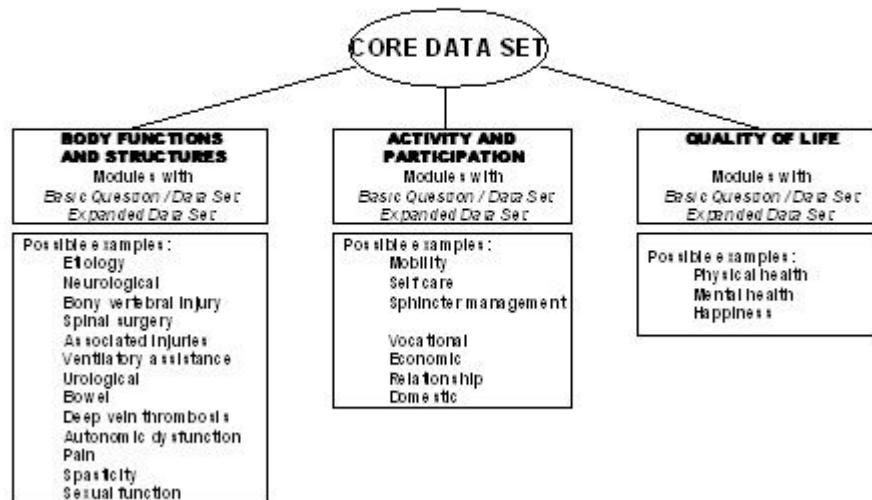 CORE DATA SET
BODY FUNCTIONS
AND STRUCTURES
Modules with
Basic Question / Data Set
Expanded Data Set
Possible examples:
Etiology
Neurological
Bony vertebral injury
Spinal surgery
Associated injuries
Ventilatory assistance
Urological
Bowel
Deep vein thrombosis
Autonomic dysfunction
Pain
Spasticity
Sexual function
ACTIVITY AND
PARTICIPATION
Modules with
Basic Question / Data Set
Expanded Data Set
Possible examples:
Mobility
Self care
Sphincter management
Vocational
Economic
Relationship
Domestic
QUALITY OF LIFE
Modules with
Basic Question / Data Set
Expanded Data Set
Possible examples:
Physical health
Mental health
Happiness